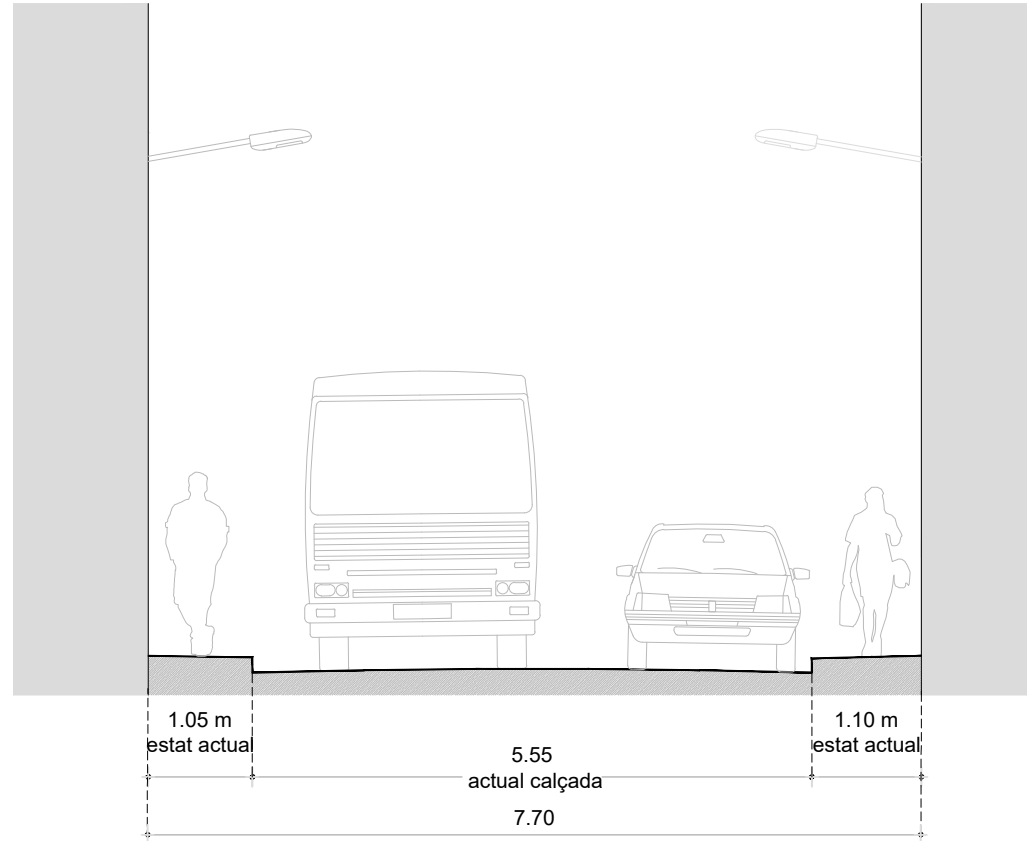 1.05 m
estat actual
5.55
actual calçada
1.10 m
estat actual
7.70